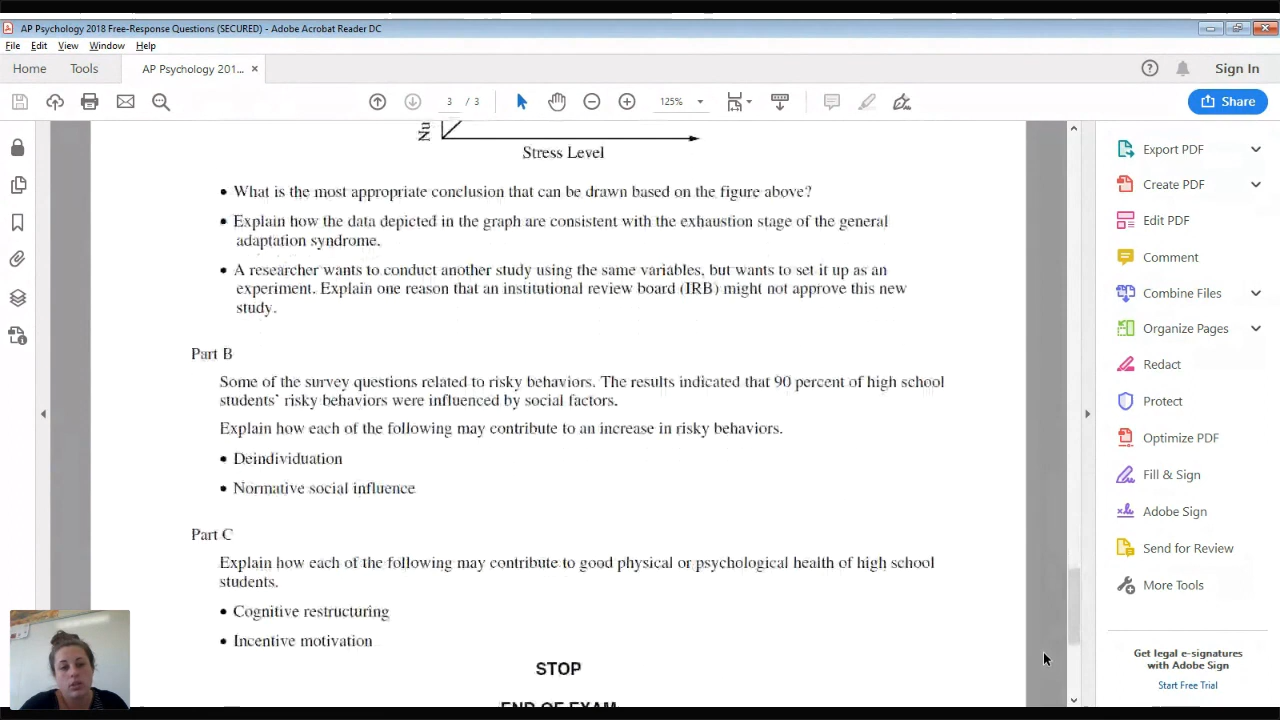 AP Psychology 2018 Free-Response Questions (SECURED) - Adobe Acrobat Reader DC
File Edit View Window Help
Home Tools AP Psychology 201... ×
Sign In
3 / 3
125%
Share
Nu
Stress Level
• What is the most appropriate conclusion that can be drawn based on the figure above?
• Explain how the data depicted in the graph are consistent with the exhaustion stage of the general
adaptation syndrome.
• A researcher wants to conduct another study using the same variables, but wants to set it up as an
experiment. Explain one reason that an institutional review board (IRB) might not approve this new
study.
Part B
Some of the survey questions related to risky behaviors. The results indicated that 90 percent of high school
students' risky behaviors were influenced by social factors.
Explain how each of the following may contribute to an increase in risky behaviors.
• Deindividuation
• Normative social influence
Part C
Explain how each of the following may contribute to good physical or psychological health of high school
students.
• Cognitive restructuring
• Incentive motivation
STOP
END OF EXAM
Export PDF
Create PDF
Edit PDF
Comment
Combine Files
Organize Pages
Redact
Protect
Optimize PDF
Fill & Sign
Adobe Sign
Send for Review
More Tools
Get legal e-signatures
with Adobe Sign
Start Free Trial